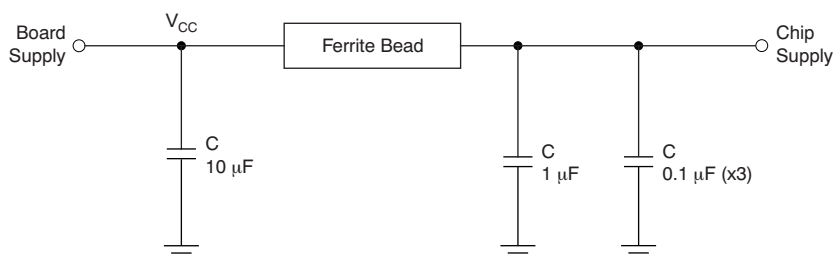 Board
Supply
V_CC
Ferrite Bead
Chip
Supply
C
10 μF
C
1 μF
C
0.1 μF (x3)